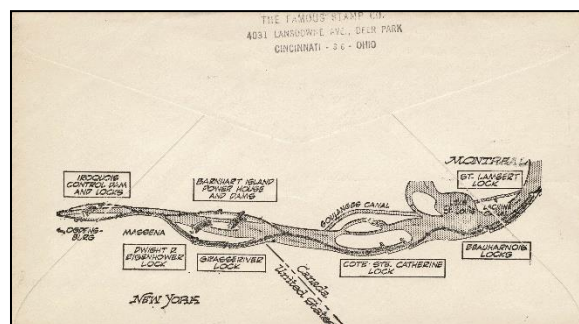 THE FAMOUS STAMP CO.
4031 LANSDOWNE AVE., DEER PARK
CINCINNATI - 36 - OHIO
MONTREAL
IROQUOIS
CONTROL DAM
AND LOCKS
BARNHART ISLAND
POWER HOUSE
AND DAMS
ST. LAMBERT
LOCK
SOULANGES CANAL
OGDENS-
BURG
MASSENA
DWIGHT D.
EISENHOWER
LOCK
GRASSE RIVER
LOCK
COTE-STE. CATHERINE
LOCK
BEAUHARNOIS
LOCKS
Canada
United States
NEW YORK